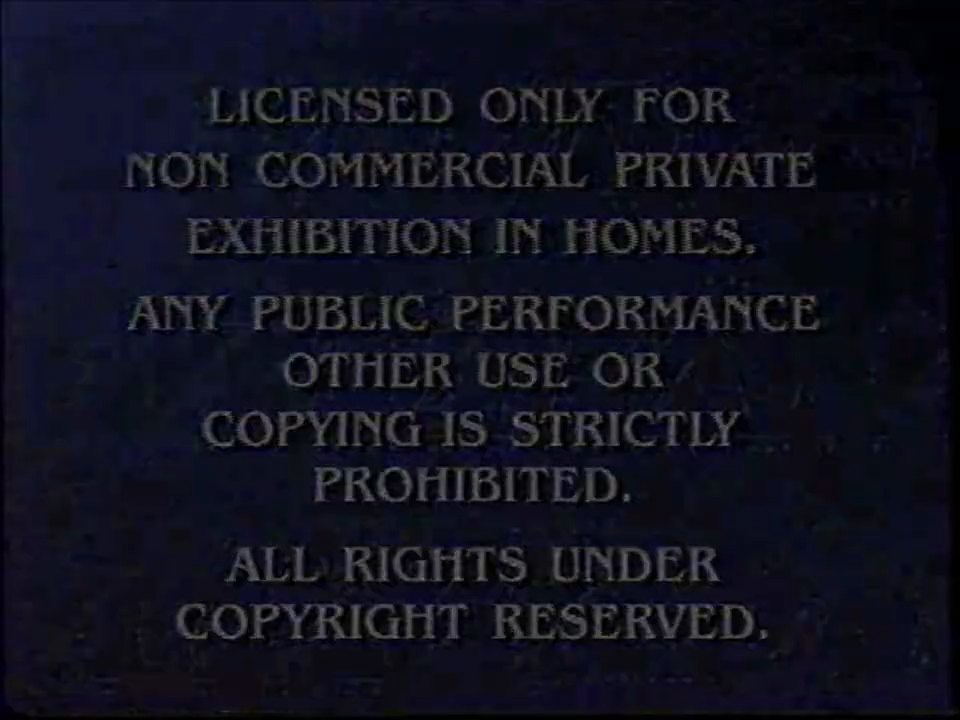 LICENSED ONLY FOR
NON COMMERCIAL PRIVATE
EXHIBITION IN HOMES.
ANY PUBLIC PERFORMANCE
OTHER USE OR
COPYING IS STRICTLY
PROHIBITED.
ALL RIGHTS UNDER
COPYRIGHT RESERVED.